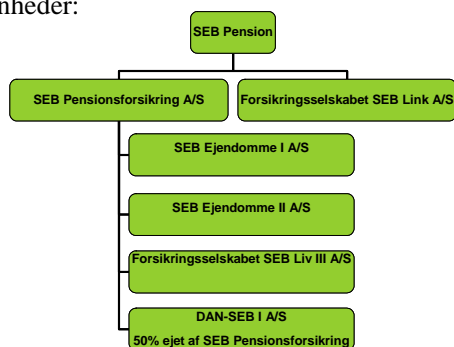 nheder:
SEB Pension
SEB Pensionsforsikring A/S
Forsikringsselskabet SEB Link A/S
SEB Ejendomme I A/S
SEB Ejendomme II A/S
Forsikringsselskabet SEB Liv III A/S
DAN-SEB I A/S
50% ejet af SEB Pensionsforsikring